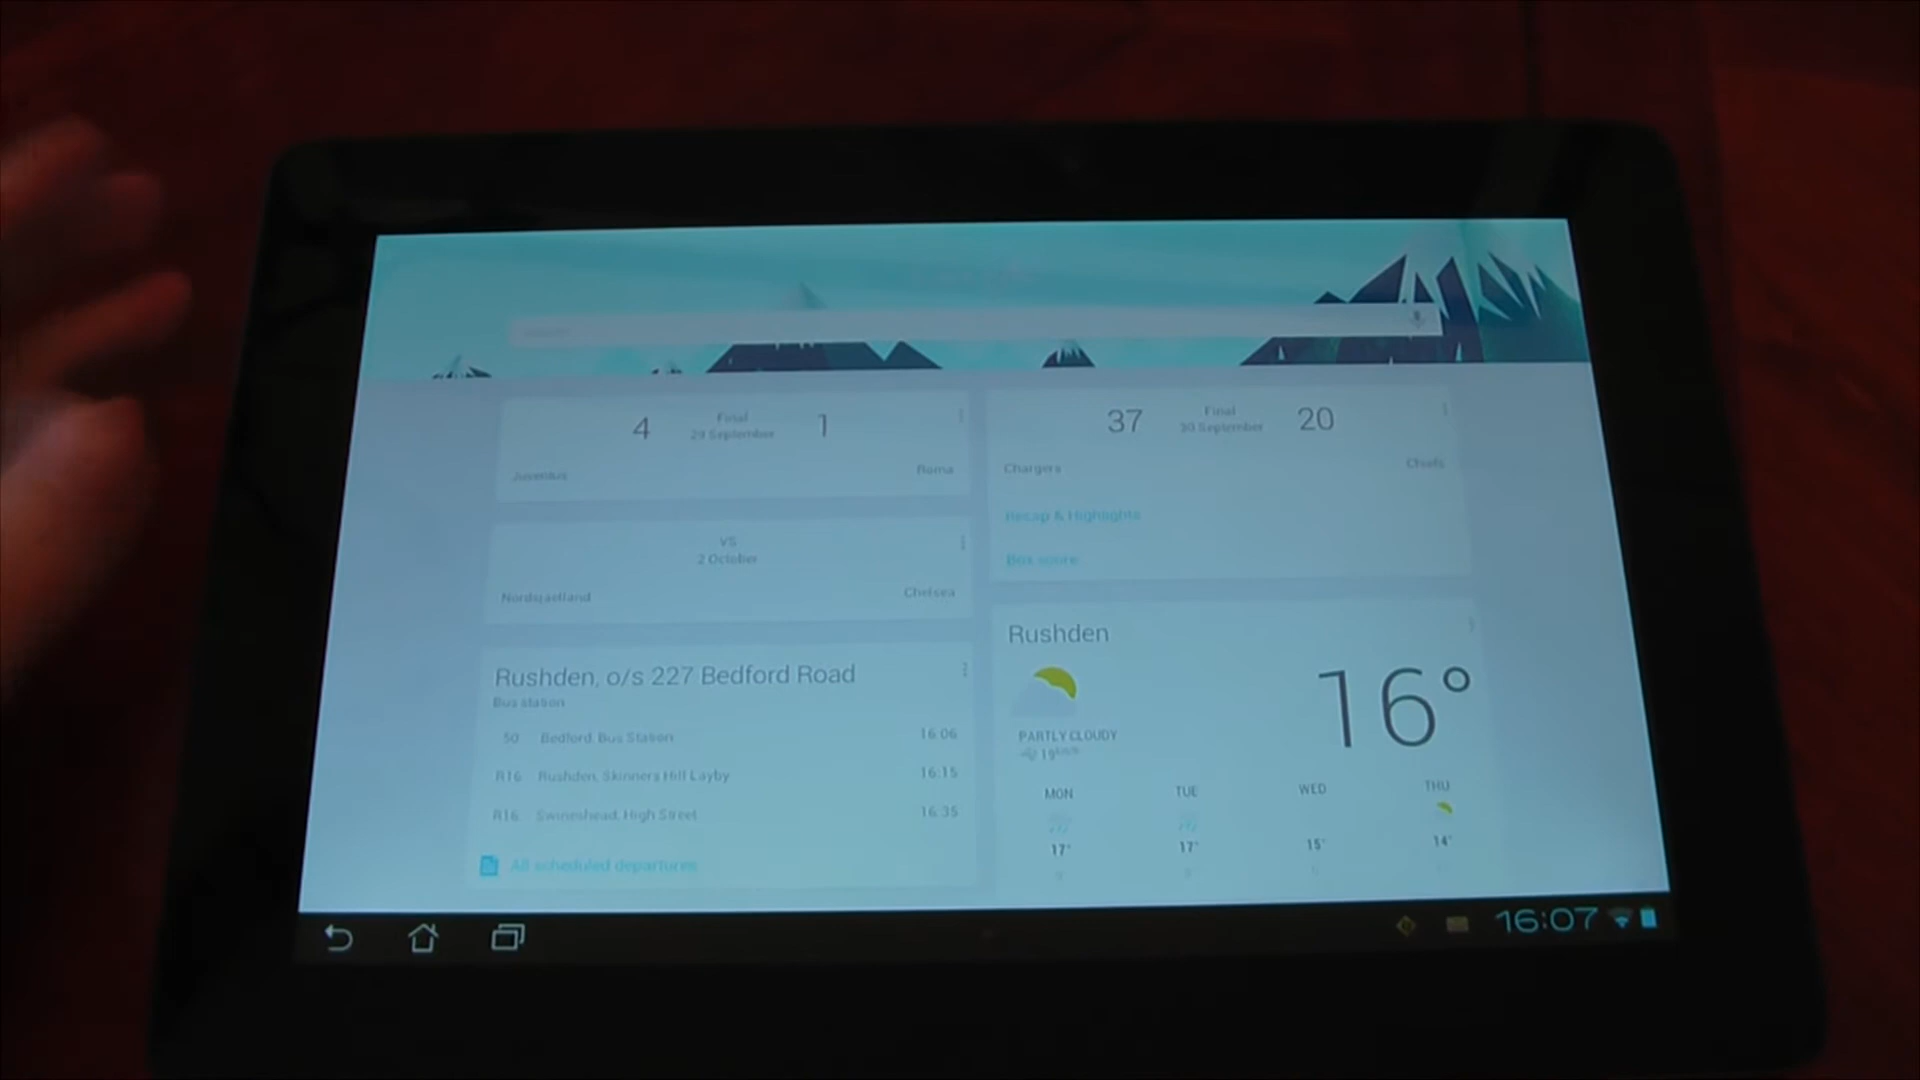 4 Final 1
29 September
Juventus Roma
VS
2 October
Nordsjaelland Chelsea
Rushden, o/s 227 Bedford Road
Bus station
50 Bedford, Bus Station 16:06
R16 Rushden, Skinners Hill Layby 16:15
R16 Swineshead, High Street 16:35
All scheduled departures
37 Final 20
30 September
Chargers Chiefs
Recap & Highlights
Box score
Rushden
16°
PARTLY CLOUDY
19
MON TUE WED THU
17° 17° 15° 14°
16:07